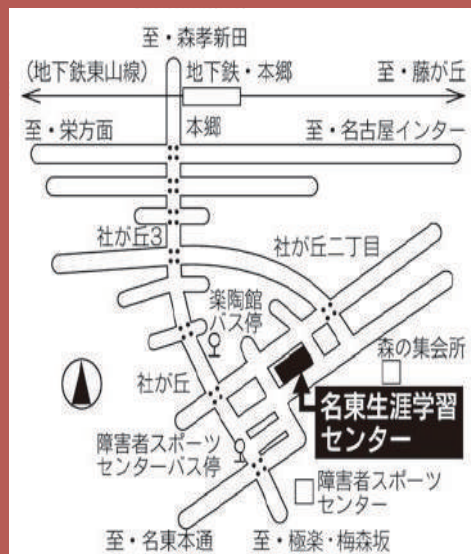 至・森孝新田
(地下鉄東山線)
地下鉄・本郷
至・藤が丘
至・栄方面
本郷
至・名古屋インター
社が丘3
社が丘二丁目
楽陶館
バス停
森の集会所
社が丘
名東生涯学習
センター
障害者スポーツ
センターバス停
障害者スポーツ
センター
至・名東本通
至・極楽・梅森坂